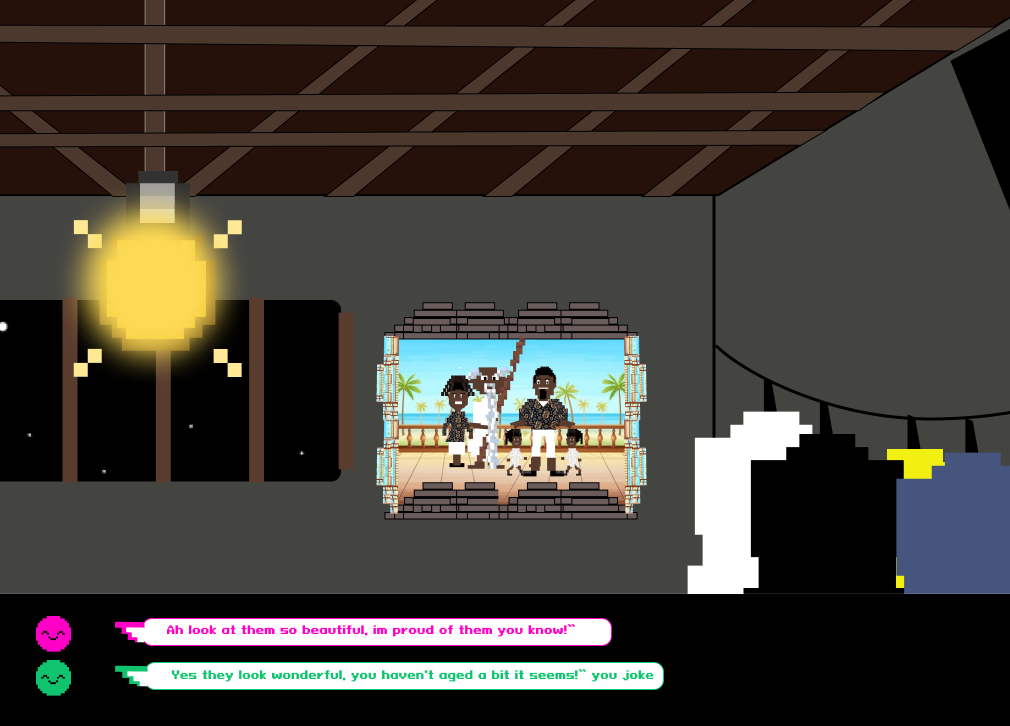 Ah look at them so beautiful, im proud of them you know!"
Yes they look wonderful, you haven't aged a bit it seems!" you joke